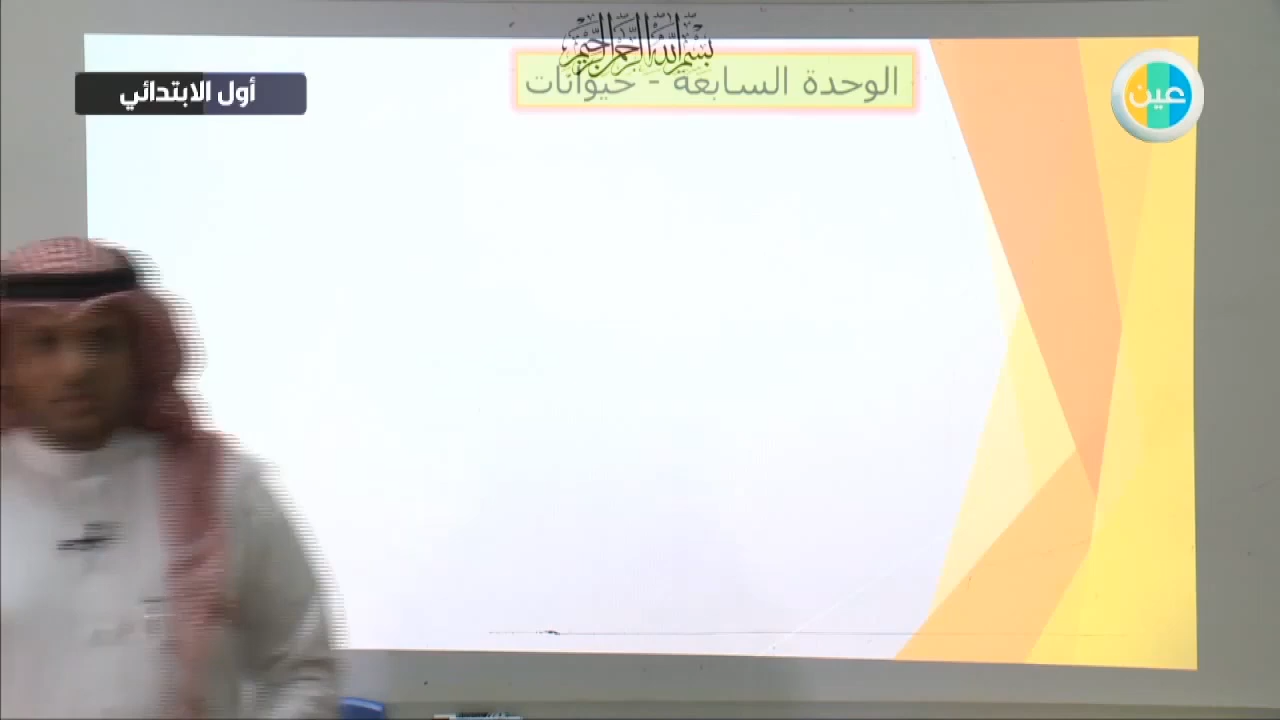 بسم الله الرحمن الرحيم
الوحدة السابعة - حيوانات
أول الابتدائي
عين